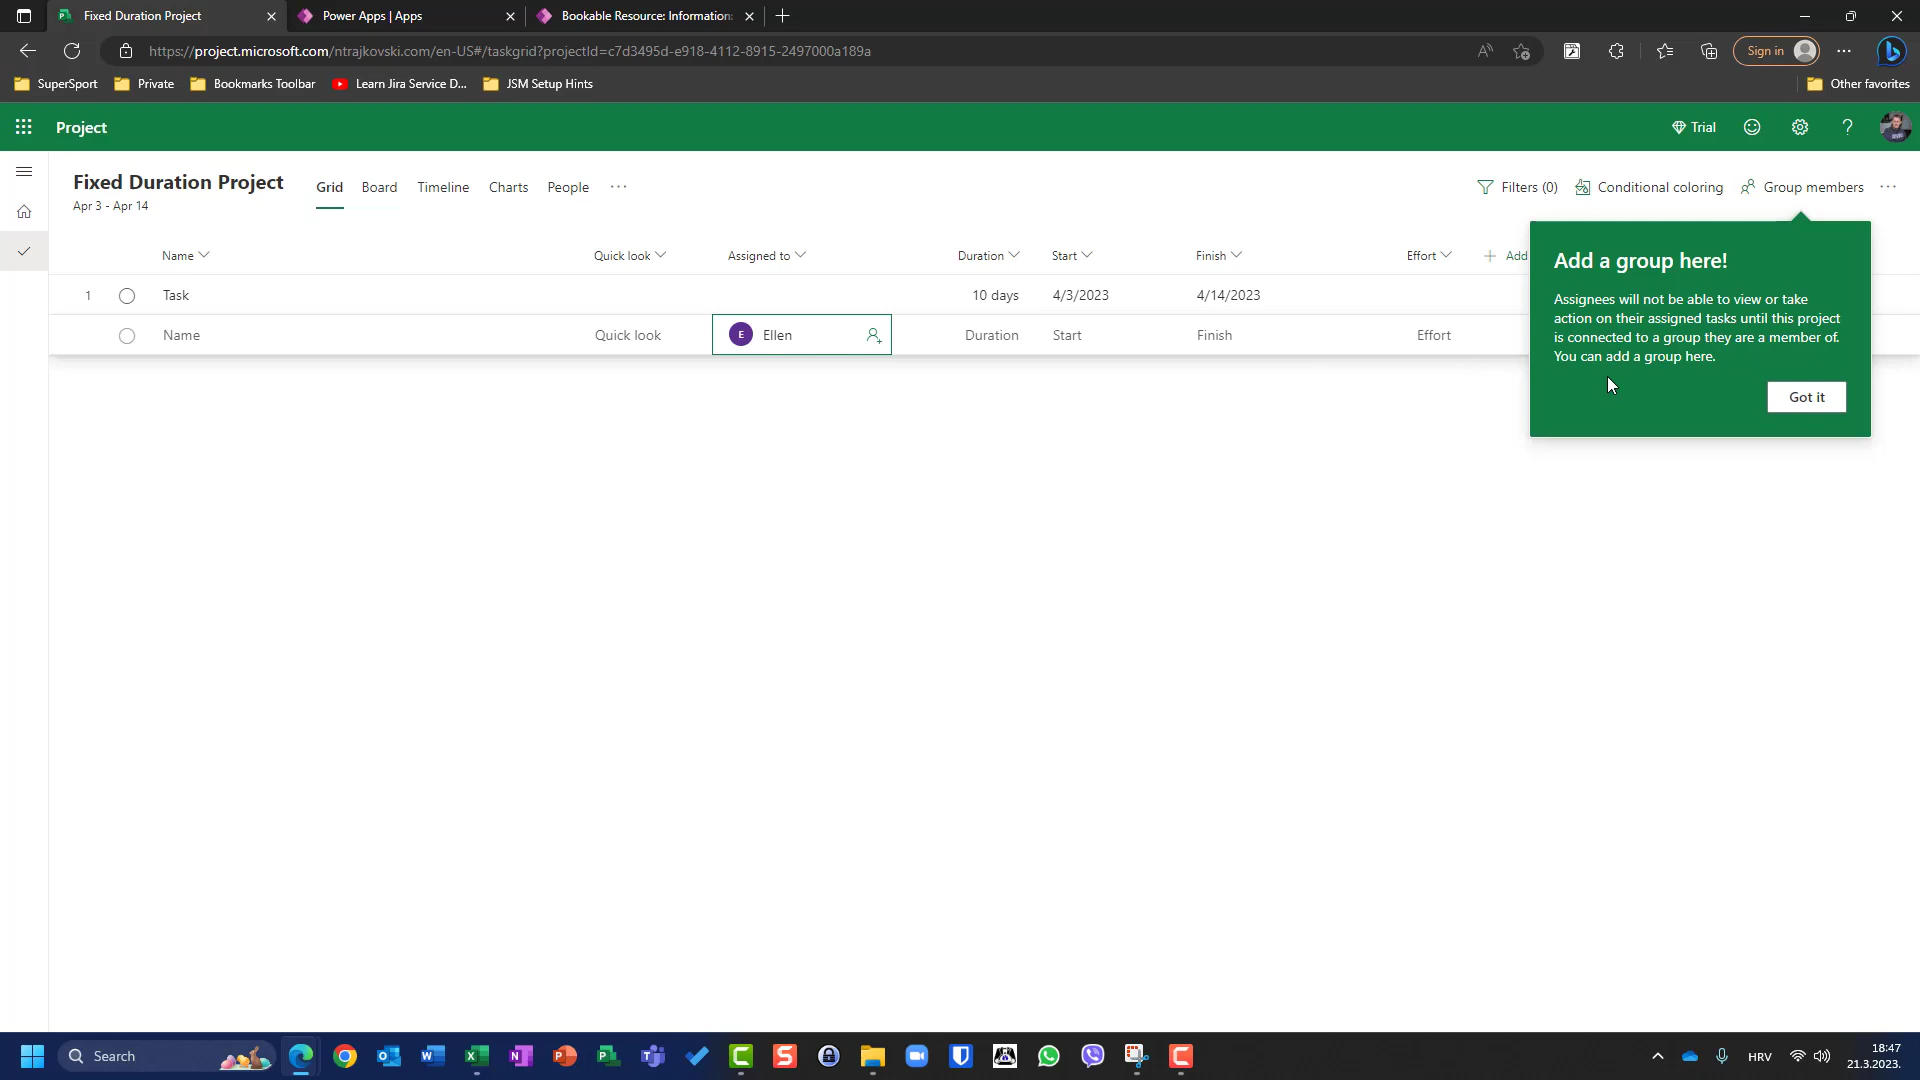 Fixed Duration Project
Power Apps | Apps
Bookable Resource: Information:
https://project.microsoft.com/ntrajkovski.com/en-US#/taskgrid?projectId=c7d3495d-e918-4112-8915-2497000a189a
Sign in
SuperSport
Private
Bookmarks Toolbar
Learn Jira Service D...
JSM Setup Hints
Other favorites
Project
Trial
Fixed Duration Project
Apr 3 - Apr 14
Grid
Board
Timeline
Charts
People
Filters (0)
Conditional coloring
Group members
Name
Quick look
Assigned to
Duration
Start
Finish
Effort
Add
1
Task
10 days
4/3/2023
4/14/2023
Name
Quick look
E
Ellen
Duration
Start
Finish
Effort
Add a group here!
Assignees will not be able to view or take
action on their assigned tasks until this project
is connected to a group they are a member of.
You can add a group here.
Got it
Search
HRV
18:47
21.3.2023.